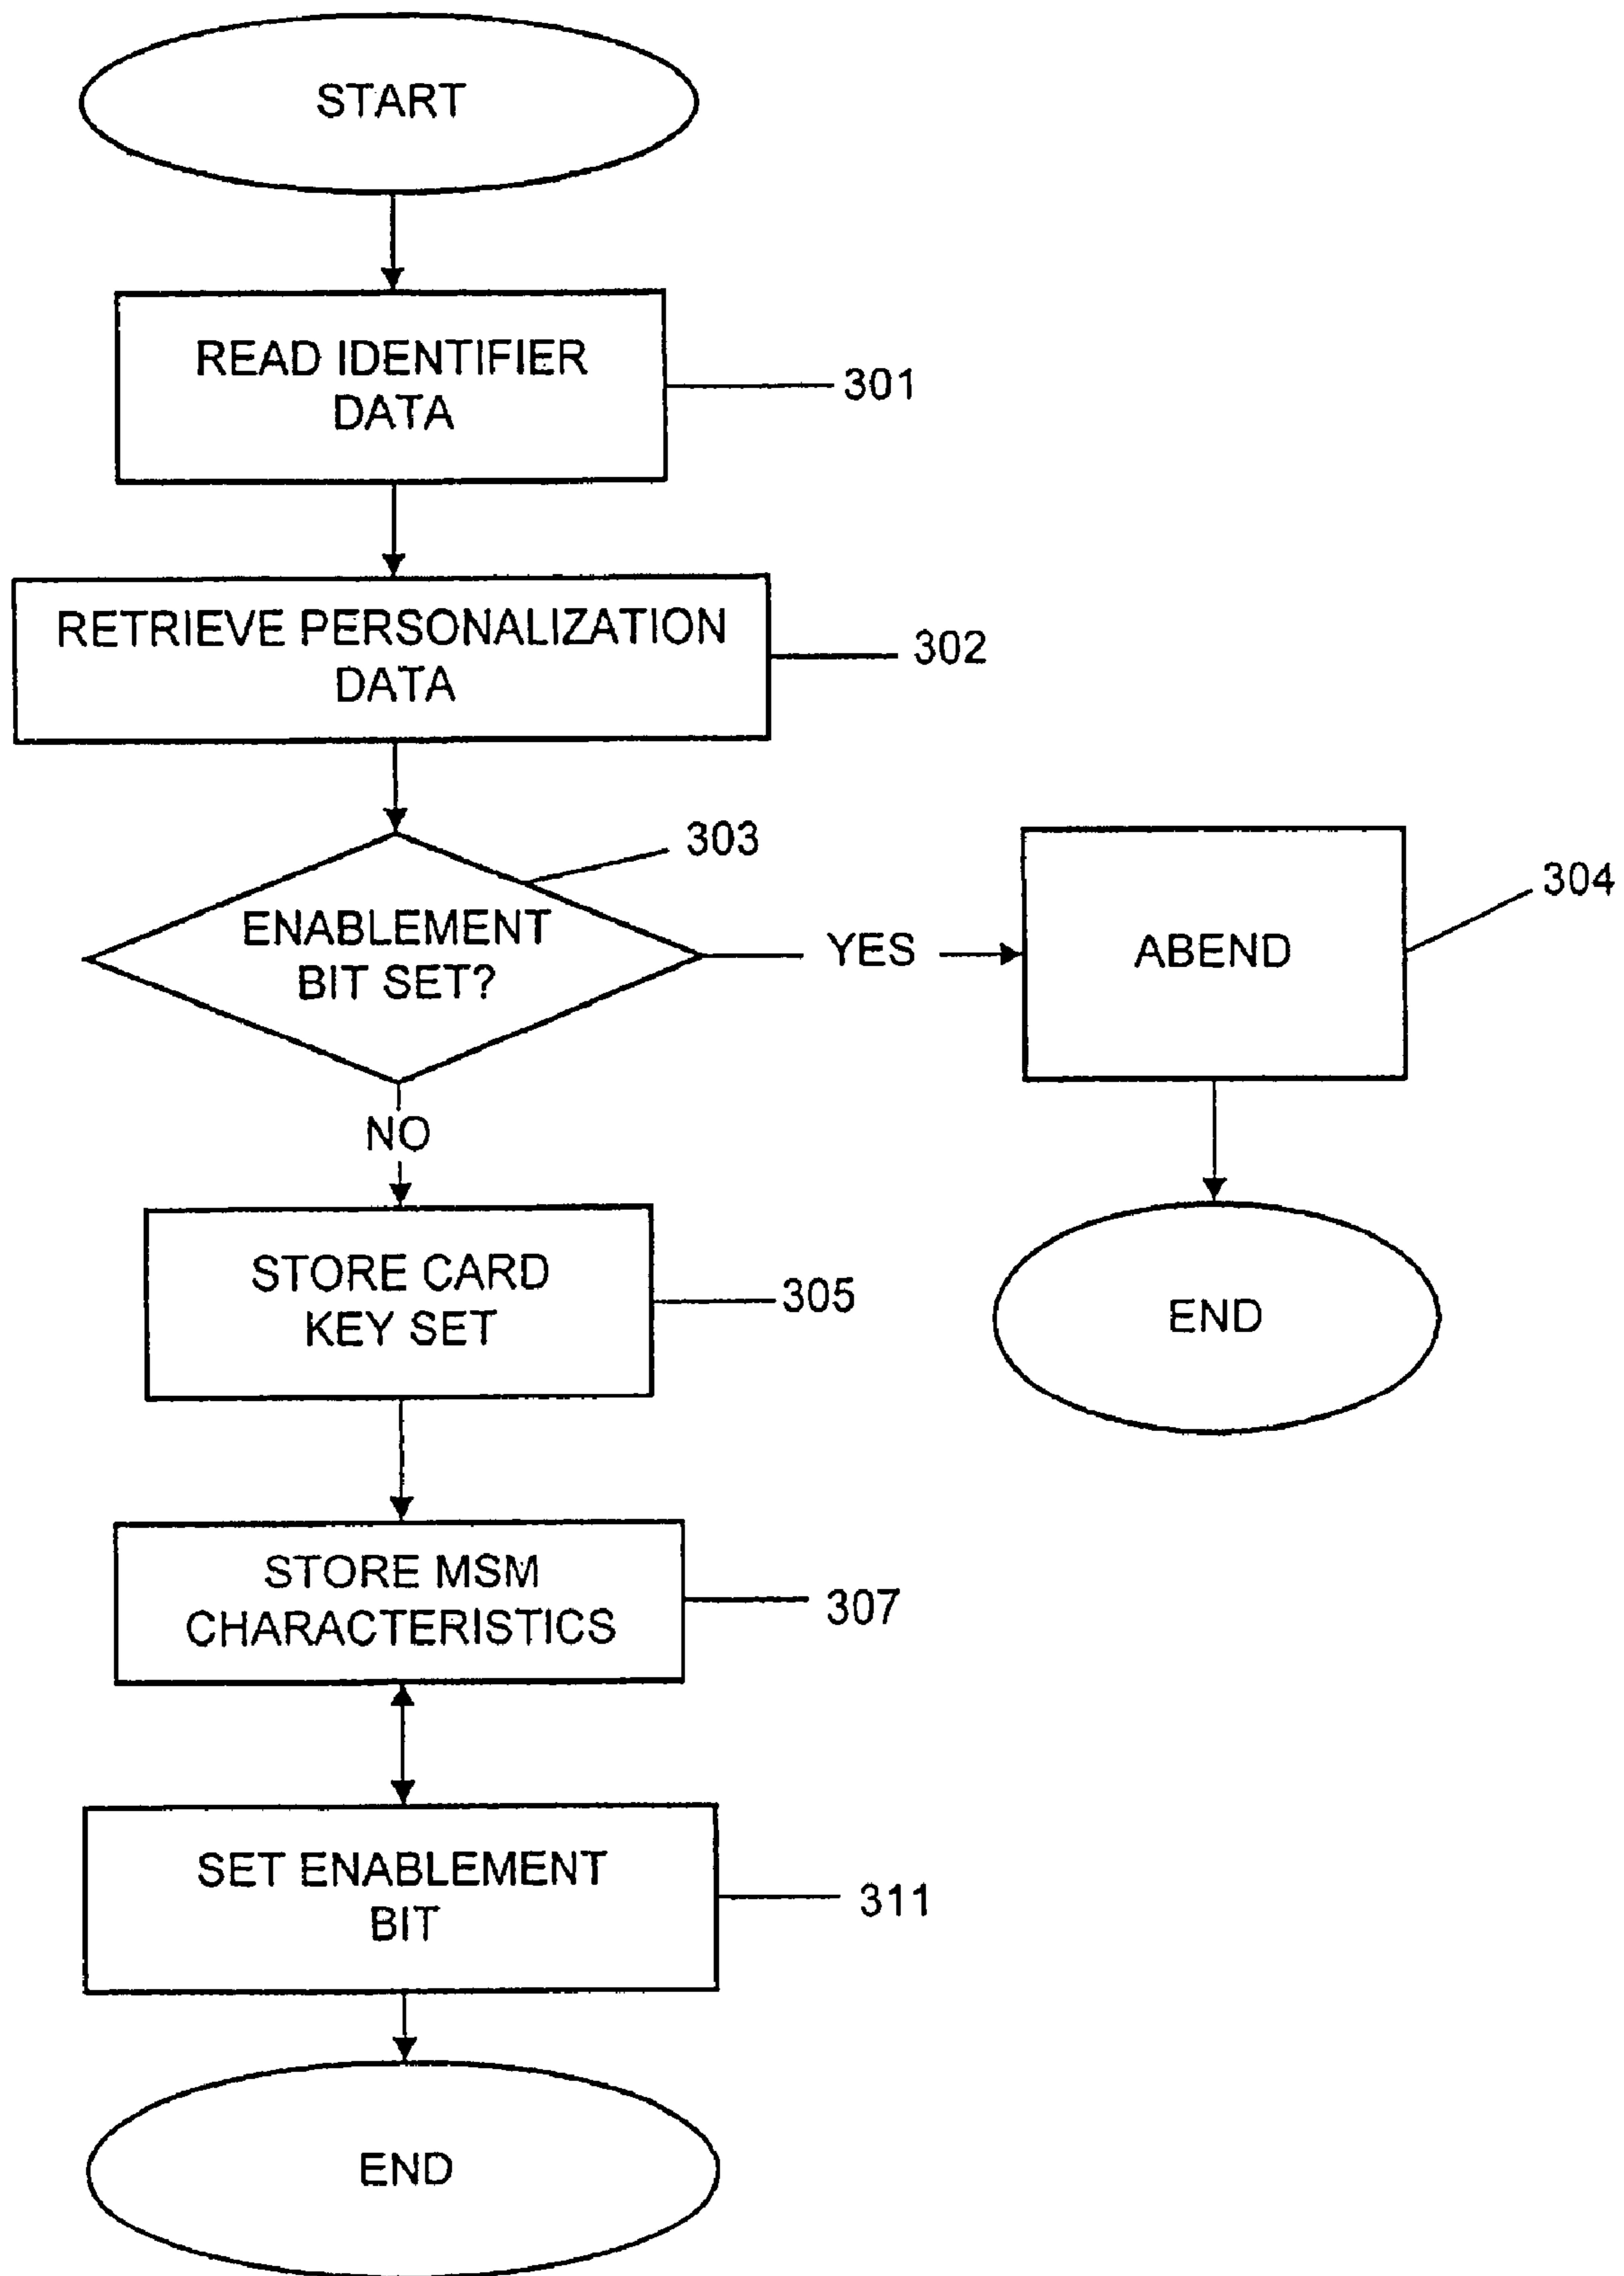 START
READ IDENTIFIER
DATA
301
RETRIEVE PERSONALIZATION
DATA
302
303
ENABLEMENT
BIT SET?
YES
ABEND
304
NO
STORE CARD
KEY SET
305
END
STORE MSM
CHARACTERISTICS
307
SET ENABLEMENT
BIT
311
END